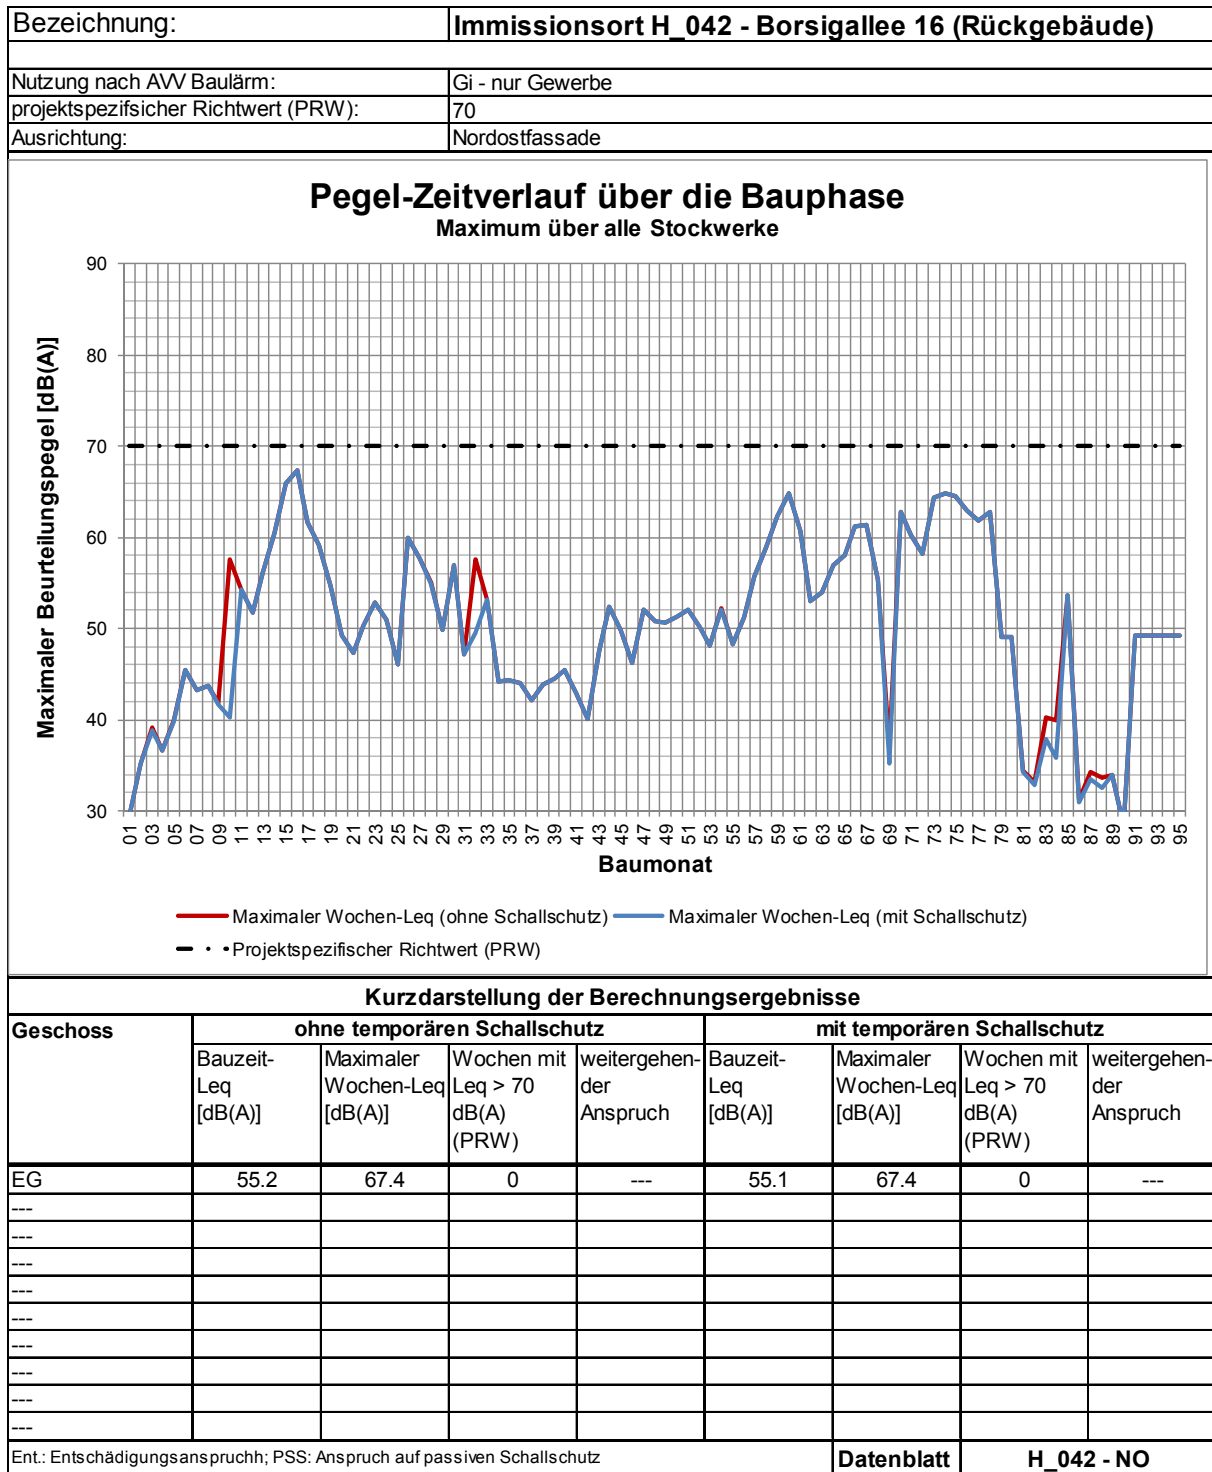 Bezeichnung: Immissionsort H_042 - Borsigallee 16 (Rückgebäude)
Nutzung nach AVV Baulärm: Gi - nur Gewerbe
projektspezifsicher Richtwert (PRW): 70
Ausrichtung: Nordostfassade
Pegel-Zeitverlauf über die Bauphase
Maximum über alle Stockwerke
Maximaler Beurteilungspegel [dB(A)]
90
80
70
60
50
40
30
01 03 05 07 09 11 13 15 17 19 21 23 25 27 29 31 33 35 37 39 41 43 45 47 49 51 53 55 57 59 61 63 65 67 69 71 73 75 77 79 81 83 85 87 89 91 93 95
Baumonat
Maximaler Wochen-Leq (ohne Schallschutz) Maximaler Wochen-Leq (mit Schallschutz)
Projektspezifischer Richtwert (PRW)
Kurzdarstellung der Berechnungsergebnisse
Geschoss ohne temporären Schallschutz mit temporären Schallschutz
Bauzeit- Maximaler Wochen mit weitergehen- Bauzeit- Maximaler Wochen mit weitergehen-
Leq Wochen-Leq Leq > 70 der Leq Wochen-Leq Leq > 70 der
[dB(A)] [dB(A)] dB(A) Anspruch [dB(A)] [dB(A)] dB(A) Anspruch
(PRW) (PRW)
EG 55.2 67.4 0 --- 55.1 67.4 0 ---
---
---
---
---
---
---
---
---
---
Ent.: Entschädigungsanspruchh; PSS: Anspruch auf passiven Schallschutz Datenblatt H_042 - NO